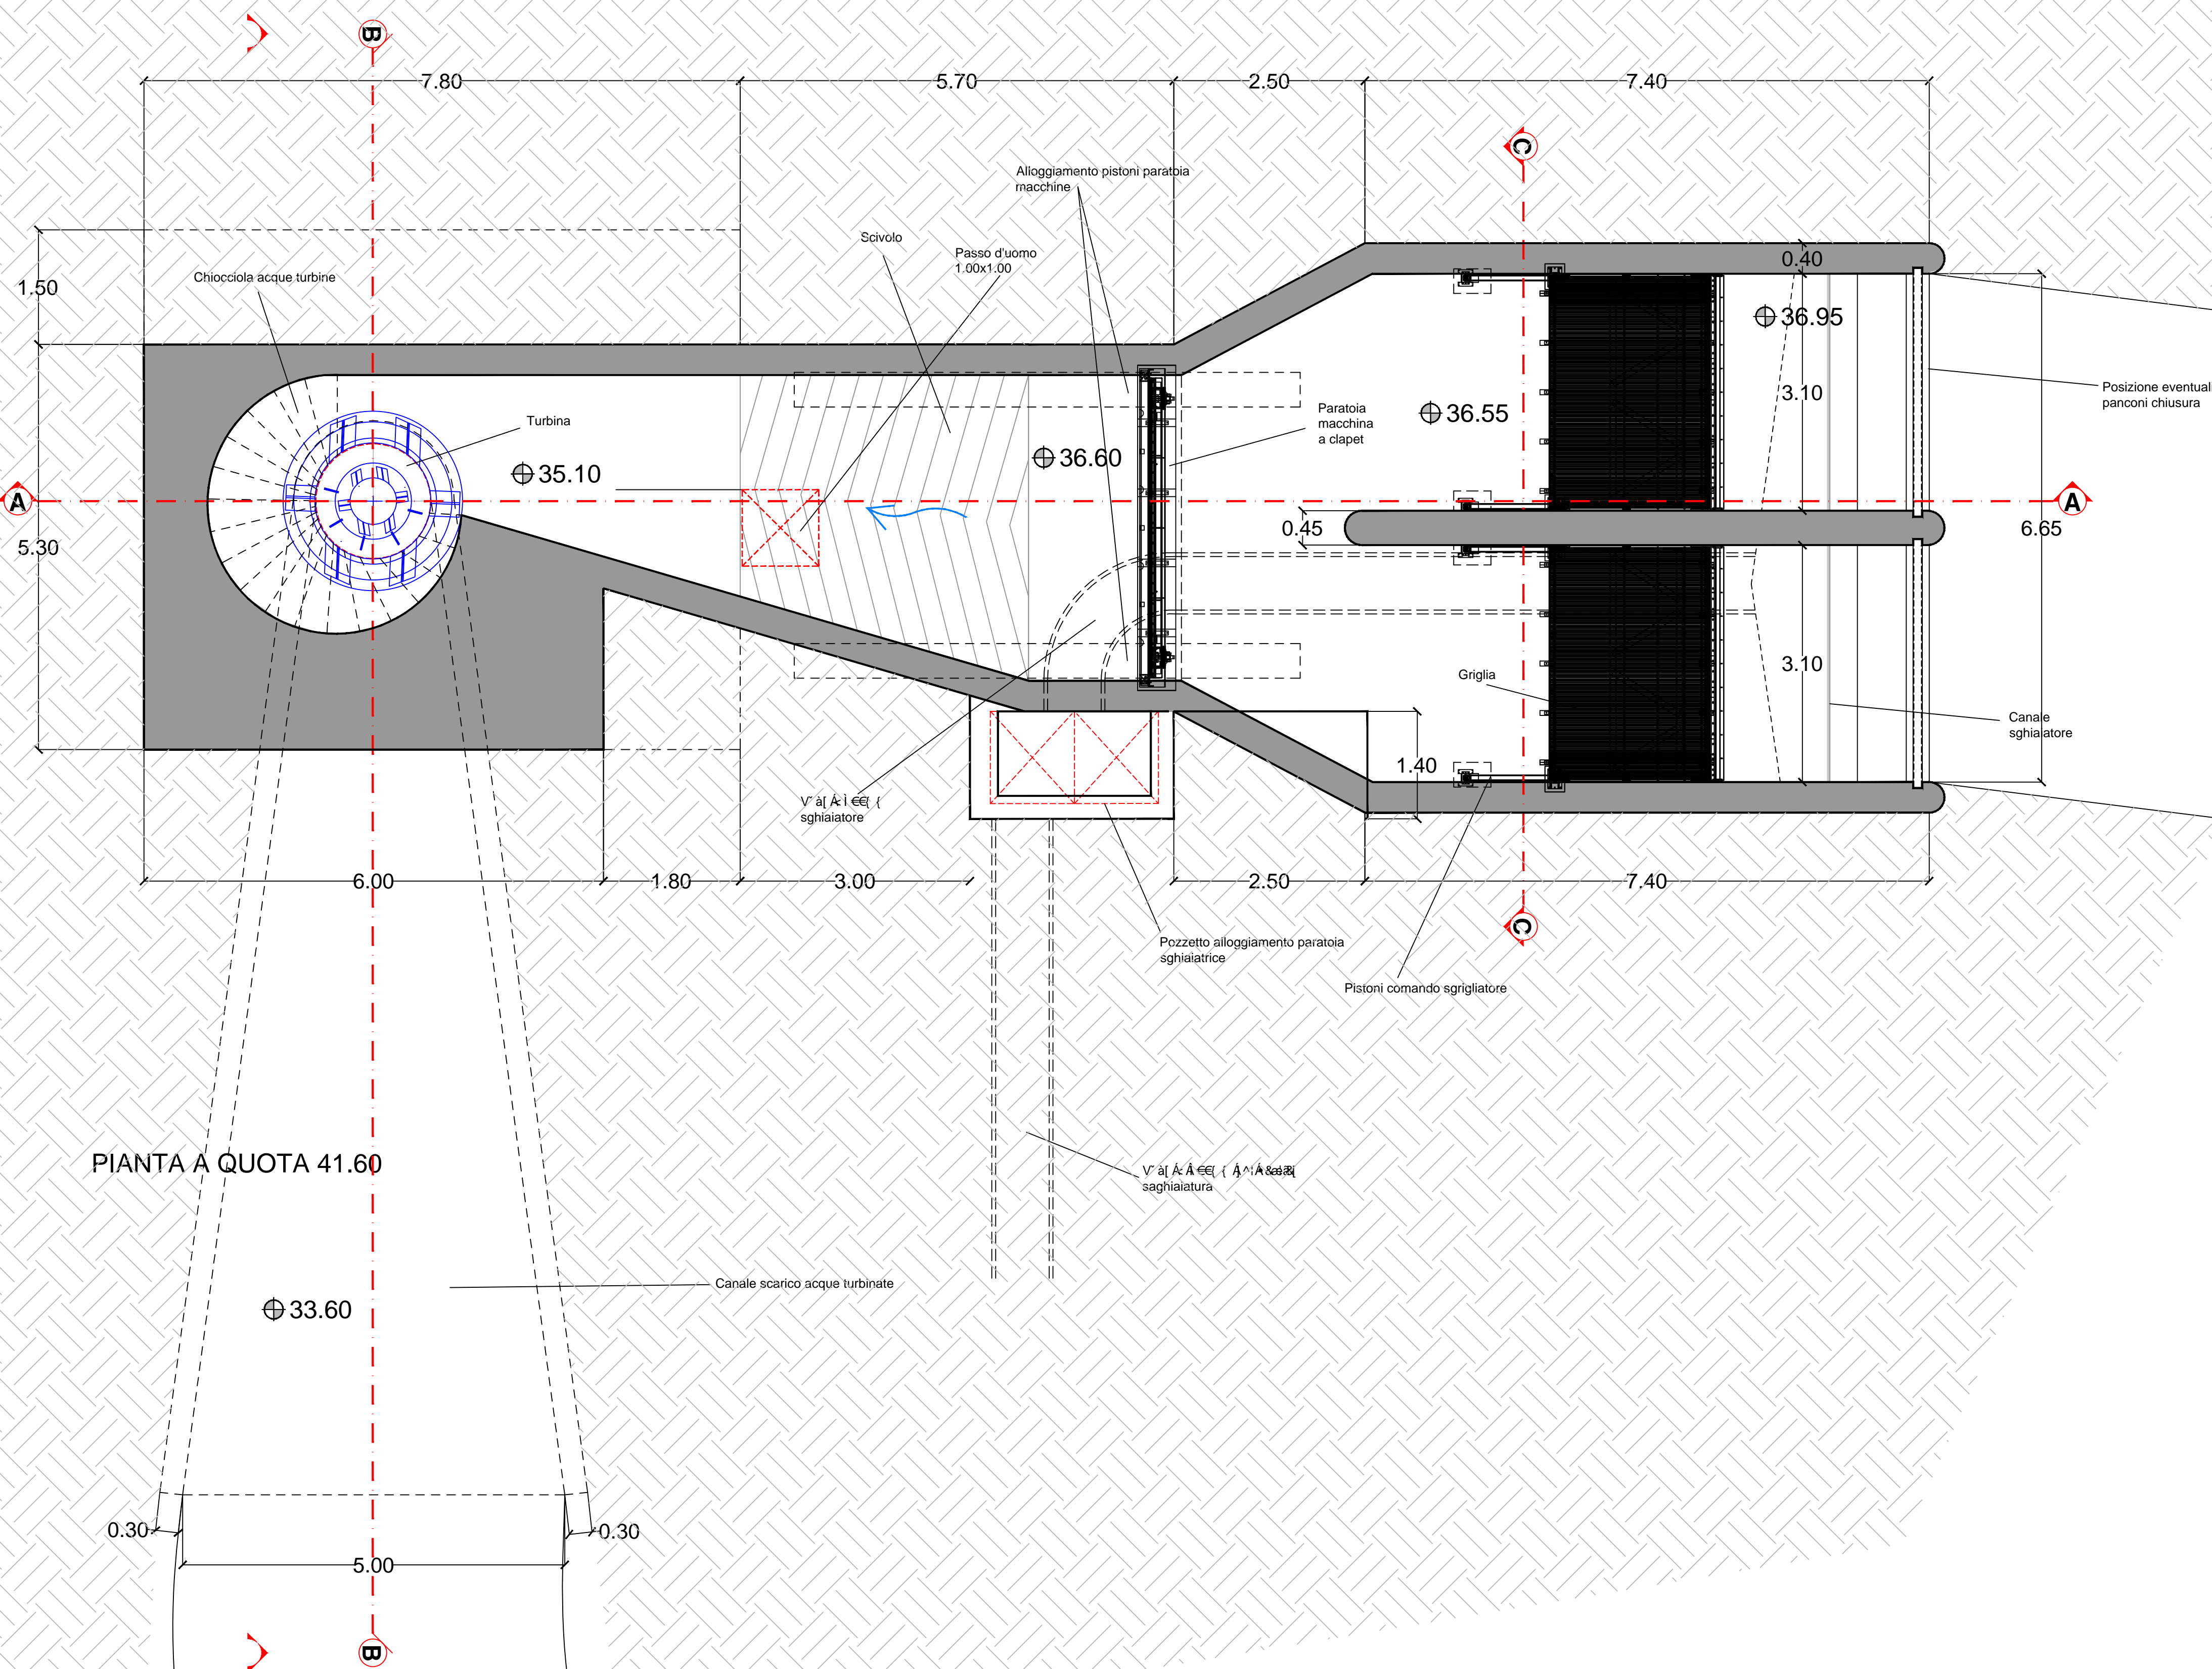 B
7.80
5.70
2.50
7.40
C
Alloggiamento pistoni paratoia
macchine
Scivolo
Passo d'uomo
1.00x1.00
Chiocciola acque turbine
1.50
0.40
36.95
Posizione eventuali
panconi chiusura
3.10
Paratoia
macchina
a clapet
36.55
Turbina
36.60
35.10
A
A
0.45
6.65
5.30
3.10
Griglia
Canale
sghiaiatore
1.40
sghiaiatore
6.00
1.80
3.00
2.50
7.40
C
Pozzetto alloggiamento paratoia
sghiaiatrice
Pistoni comando sgrigliatore
PIANTA A QUOTA 41.60
saghiaiatura
Canale scarico acque turbinate
33.60
0.30
0.30
5.00
B